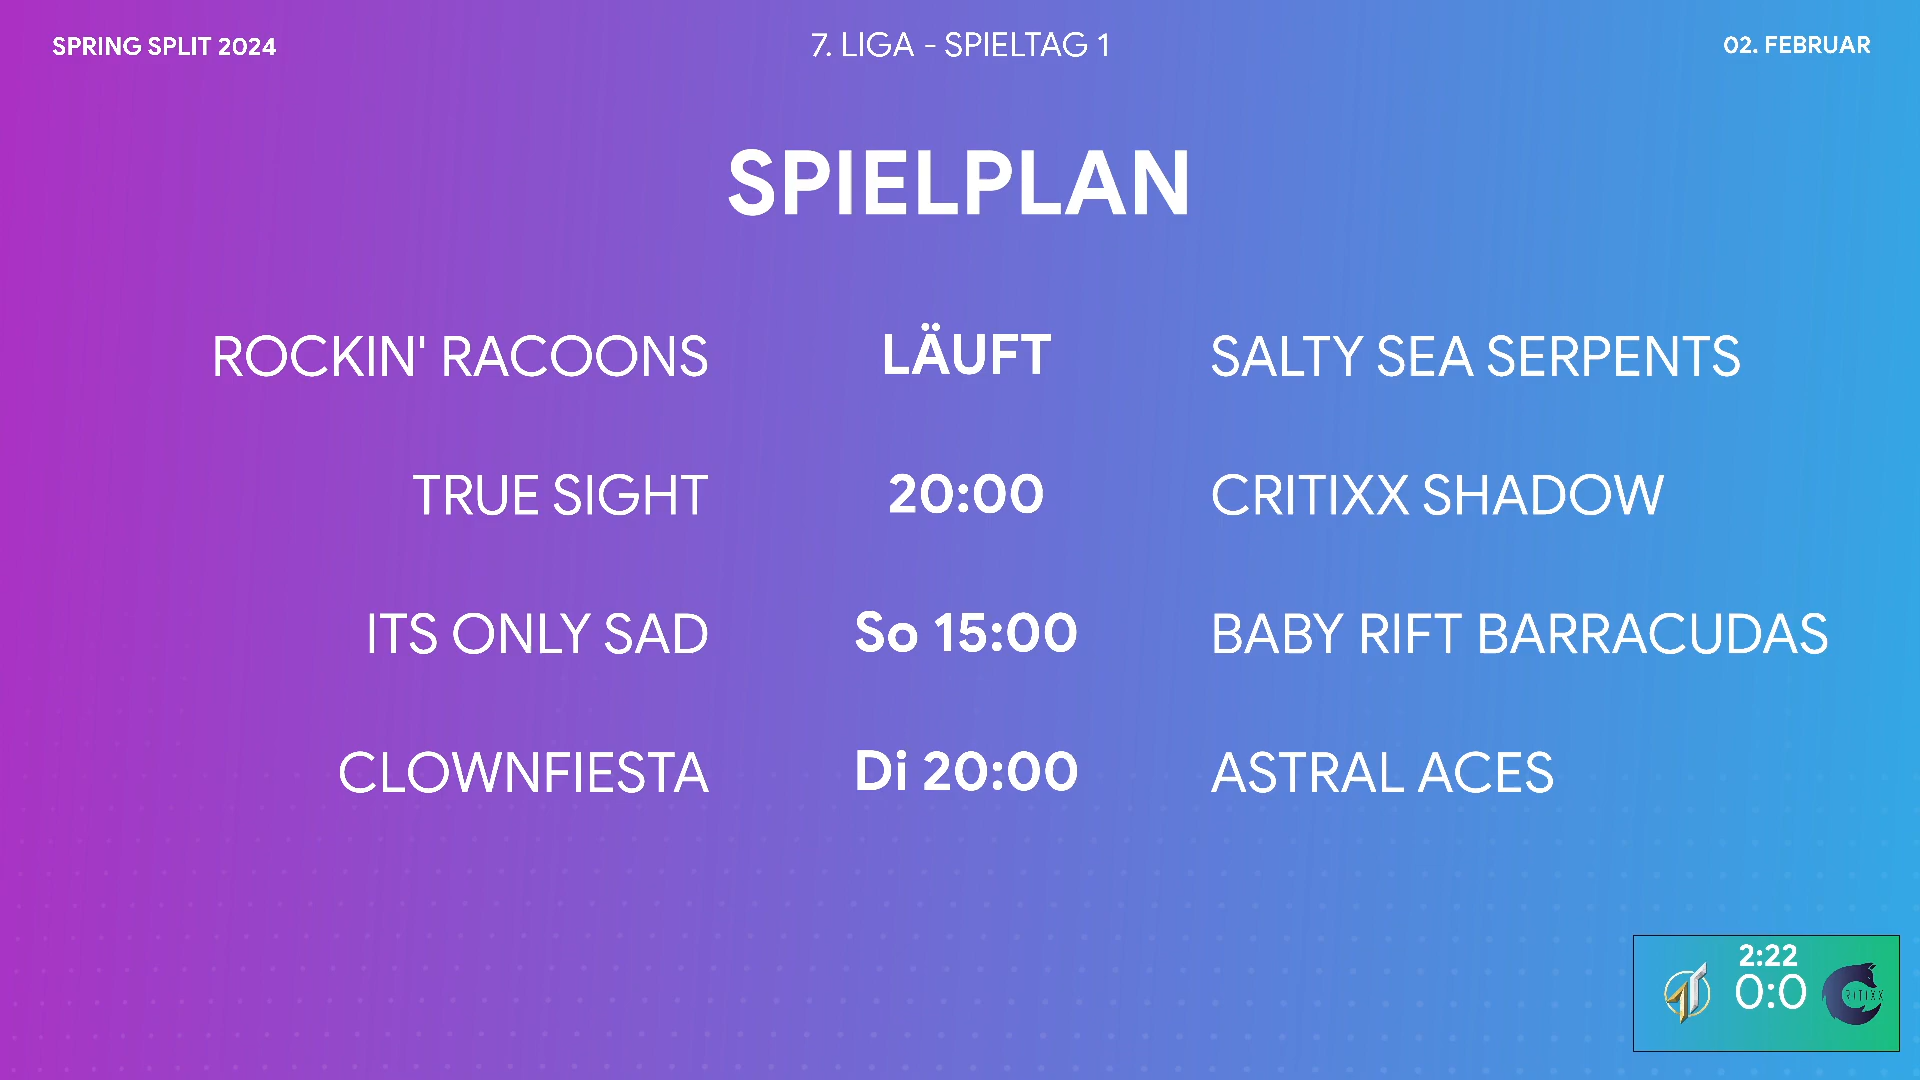 SPRING SPLIT 2024
7. LIGA - SPIELTAG 1
02. FEBRUAR
SPIELPLAN
ROCKIN' RACOONS LÄUFT SALTY SEA SERPENTS
TRUE SIGHT 20:00 CRITIXX SHADOW
ITS ONLY SAD So 15:00 BABY RIFT BARRACUDAS
CLOWNFIESTA Di 20:00 ASTRAL ACES
2:22
0:0
RITIXX